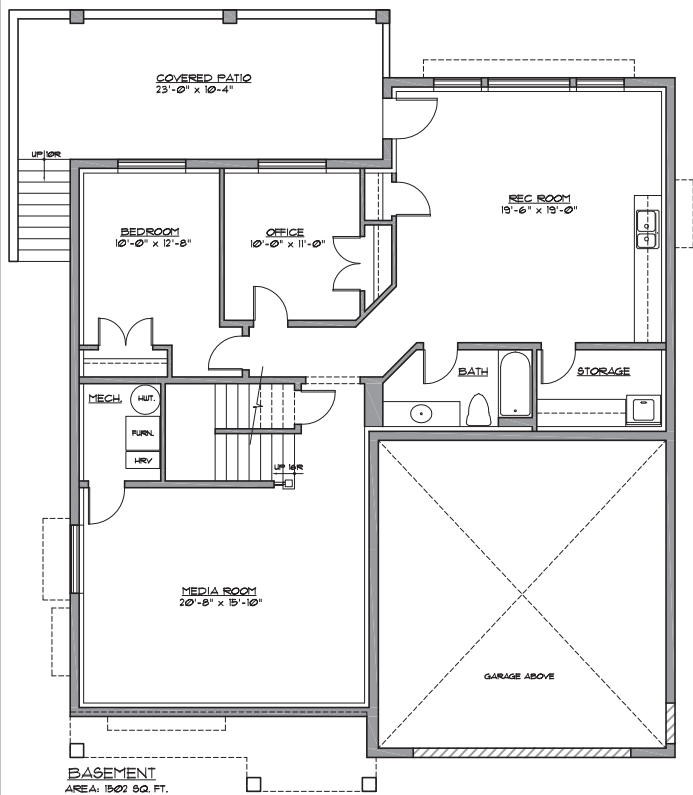 COVERED PATIO
23'-0" x 10-4"
UP 10R
REC ROOM
19'-6" x 19'-0"
BEDROOM
10'-0" x 12'-8"
OFFICE
10'-0" x 11'-0"
BATH
STORAGE
MECH.
HWT.
FURN.
HRV
UP 16R
MEDIA ROOM
20'-8" x 15'-10"
GARAGE ABOVE
BASEMENT
AREA: 1502 SQ. FT.